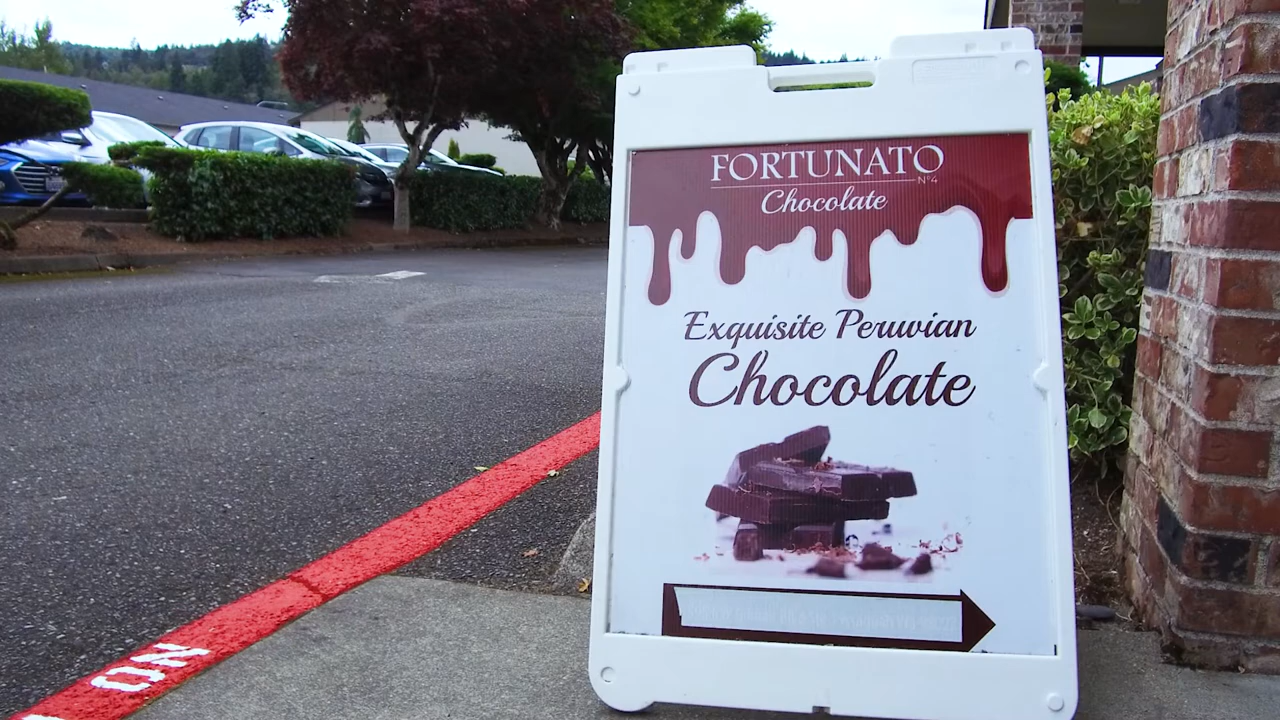 FORTUNATO
Nº4
Chocolate
Exquisite Peruvian
Chocolate
NO